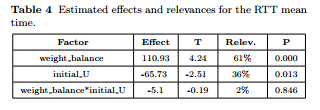 Table 4 Estimated effects and relevances for the RTT mean
time.
Factor Effect T Relev. P
weight_balance 110.93 4.24 61% 0.000
initial_U -65.73 -2.51 36% 0.013
weight_balance*initial_U -5.1 -0.19 2% 0.846